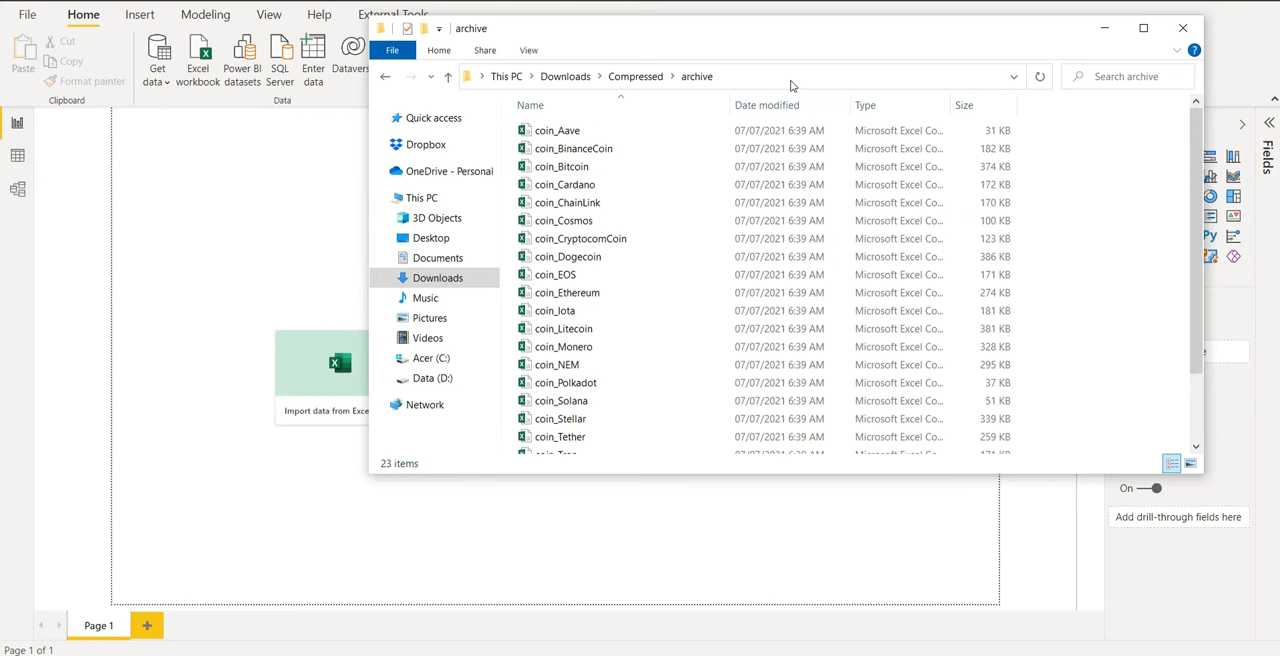 File Home Insert Modeling View Help External Tools
archive
File Home Share View
This PC Downloads Compressed archive
Search archive
Paste
Cut
Copy
Format painter
Clipboard
Get data
Excel workbook
Power BI datasets
SQL Server
Enter data
Datavers
Data
Quick access
Dropbox
OneDrive - Personal
This PC
3D Objects
Desktop
Documents
Downloads
Music
Pictures
Videos
Acer (C:)
Data (D:)
Network
Name Date modified Type Size
coin_Aave 07/07/2021 6:39 AM Microsoft Excel Co... 31 KB
coin_BinanceCoin 07/07/2021 6:39 AM Microsoft Excel Co... 182 KB
coin_Bitcoin 07/07/2021 6:39 AM Microsoft Excel Co... 374 KB
coin_Cardano 07/07/2021 6:39 AM Microsoft Excel Co... 172 KB
coin_ChainLink 07/07/2021 6:39 AM Microsoft Excel Co... 170 KB
coin_Cosmos 07/07/2021 6:39 AM Microsoft Excel Co... 100 KB
coin_CryptocomCoin 07/07/2021 6:39 AM Microsoft Excel Co... 123 KB
coin_Dogecoin 07/07/2021 6:39 AM Microsoft Excel Co... 386 KB
coin_EOS 07/07/2021 6:39 AM Microsoft Excel Co... 171 KB
coin_Ethereum 07/07/2021 6:39 AM Microsoft Excel Co... 274 KB
coin_Iota 07/07/2021 6:39 AM Microsoft Excel Co... 181 KB
coin_Litecoin 07/07/2021 6:39 AM Microsoft Excel Co... 381 KB
coin_Monero 07/07/2021 6:39 AM Microsoft Excel Co... 328 KB
coin_NEM 07/07/2021 6:39 AM Microsoft Excel Co... 295 KB
coin_Polkadot 07/07/2021 6:39 AM Microsoft Excel Co... 37 KB
coin_Solana 07/07/2021 6:39 AM Microsoft Excel Co... 51 KB
coin_Stellar 07/07/2021 6:39 AM Microsoft Excel Co... 339 KB
coin_Tether 07/07/2021 6:39 AM Microsoft Excel Co... 259 KB
23 items
Import data from Exce
Fields
Py
On
Add drill-through fields here
Page 1
Page 1 of 1